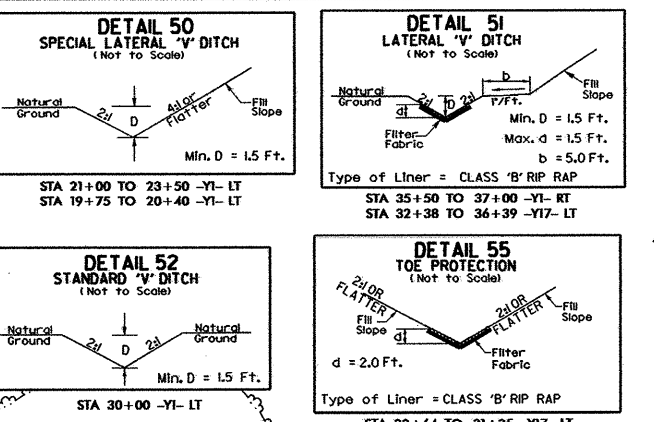 DETAIL 50
SPECIAL LATERAL 'V' DITCH
(Not to Scale)
Natural
Ground
2:1
D
4:1 or
Flatter
Fill
Slope
Min. D = 1.5 Ft.
STA 21+00 TO 23+50 -Y1- LT
STA 19+75 TO 20+40 -Y1- LT
DETAIL 51
LATERAL 'V' DITCH
(Not to Scale)
Natural
Ground
2:1
d
D
2:1
b
1"/Ft.
Fill
Slope
Filter
Fabric
Min. D = 1.5 Ft.
Max. d = 1.5 Ft.
b = 5.0 Ft.
Type of Liner = CLASS 'B' RIP RAP
STA 35+50 TO 37+00 -Y1- RT
STA 32+38 TO 36+39 -Y17- LT
DETAIL 52
STANDARD 'V' DITCH
(Not to Scale)
Natural
Ground
2:1
D
2:1
Natural
Ground
Min. D = 1.5 Ft.
STA 30+00 -Y1- LT
DETAIL 55
TOE PROTECTION
(Not to Scale)
2:1 OR
FLATTER
Fill
Slope
d
2:1 OR
FLATTER
Fill
Slope
Filter
Fabric
d = 2.0 Ft.
Type of Liner = CLASS 'B' RIP RAP